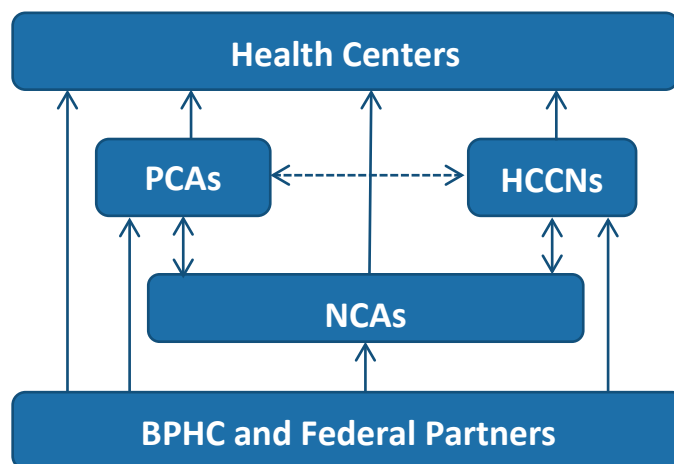 Health Centers
PCAs
HCCNs
NCAs
BPHC and Federal Partners